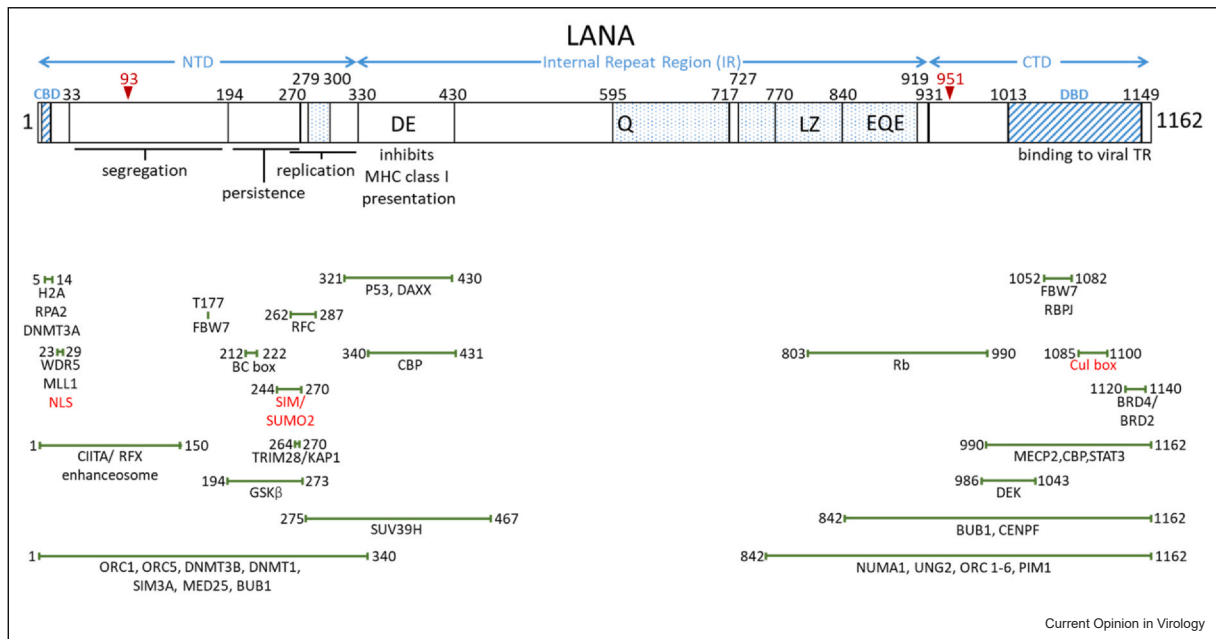 LANA
NTD
Internal Repeat Region (IR)
CTD
93
279 300
727
919
951
CBD 33
194
270
330
430
595
717
770
840
931
1013
DBD
1149
1
DE
Q
LZ
EQE
1162
segregation
persistence
replication
inhibits
MHC class I
presentation
binding to viral TR
5 14
H2A
RPA2
DNMT3A
23 29
WDR5
MLL1
NLS
T177
FBW7
262 287
RFC
212 222
BC box
244 270
SIM/
SUMO2
264 270
TRIM28/KAP1
321 430
P53, DAXX
340 431
CBP
803 990
Rb
1052 1082
FBW7
RBPJ
1085 1100
Cul box
1120 1140
BRD4/
BRD2
1 150
CIITA/ RFX
enhanceosome
194 273
GSKβ
275 467
SUV39H
1 340
ORC1, ORC5, DNMT3B, DNMT1,
SIM3A, MED25, BUB1
990 1162
MECP2,CBP,STAT3
986 1043
DEK
842 1162
BUB1, CENPF
842 1162
NUMA1, UNG2, ORC 1-6, PIM1
Current Opinion in Virology